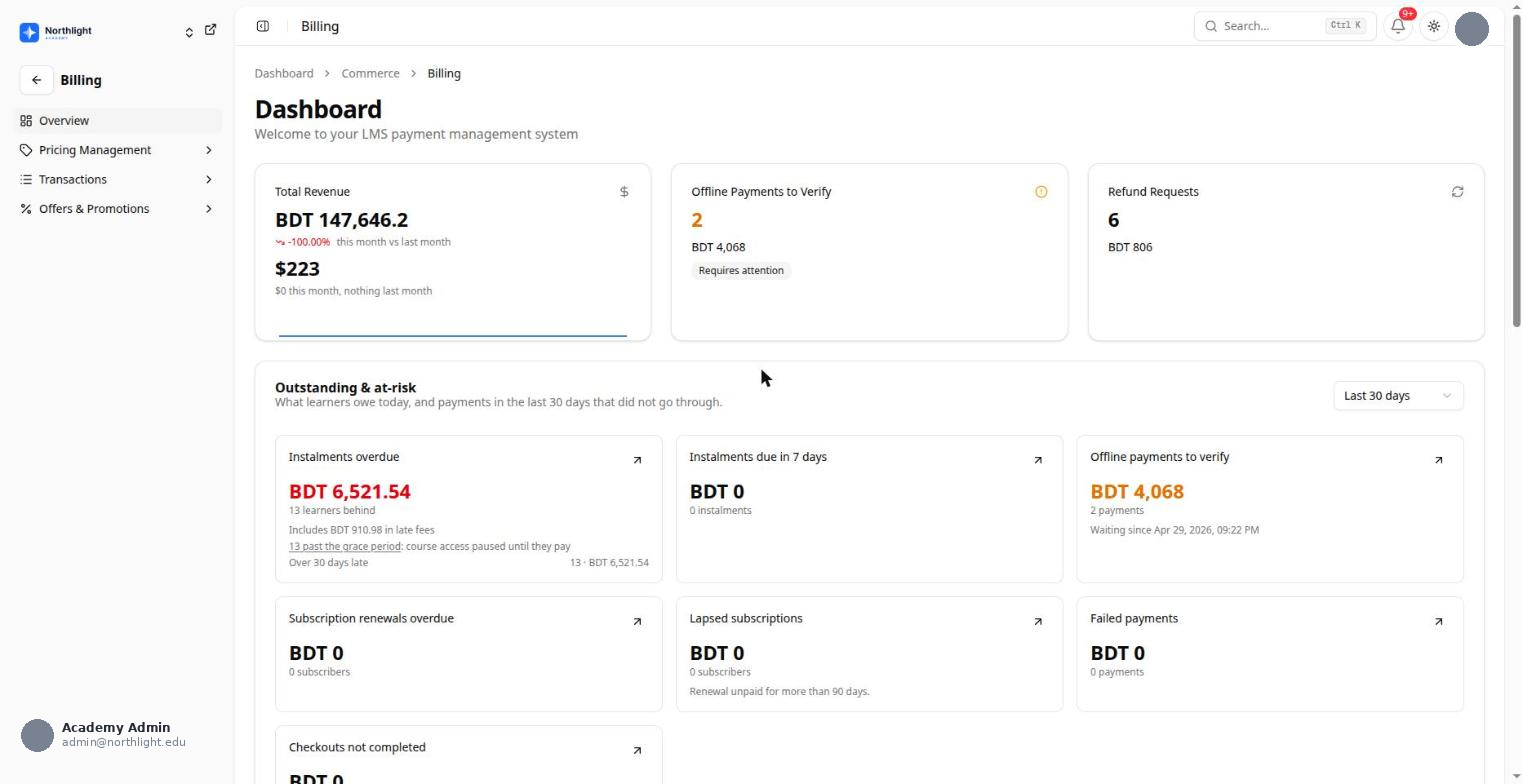 Northlight
ACADEMY
Billing
Overview
Pricing Management
Transactions
Offers & Promotions
Academy Admin
admin@northlight.edu
Billing
Search...
Ctrl K
9+
Dashboard > Commerce > Billing
Dashboard
Welcome to your LMS payment management system
Total Revenue
$
BDT 147,646.2
-100.00% this month vs last month
$223
$0 this month, nothing last month
Offline Payments to Verify
2
BDT 4,068
Requires attention
Refund Requests
6
BDT 806
Outstanding & at-risk
What learners owe today, and payments in the last 30 days that did not go through.
Last 30 days
Instalments overdue
BDT 6,521.54
13 learners behind
Includes BDT 910.98 in late fees
13 past the grace period: course access paused until they pay
Over 30 days late 13 · BDT 6,521.54
Instalments due in 7 days
BDT 0
0 instalments
Offline payments to verify
BDT 4,068
2 payments
Waiting since Apr 29, 2026, 09:22 PM
Subscription renewals overdue
BDT 0
0 subscribers
Lapsed subscriptions
BDT 0
0 subscribers
Renewal unpaid for more than 90 days.
Failed payments
BDT 0
0 payments
Checkouts not completed
BDT 0